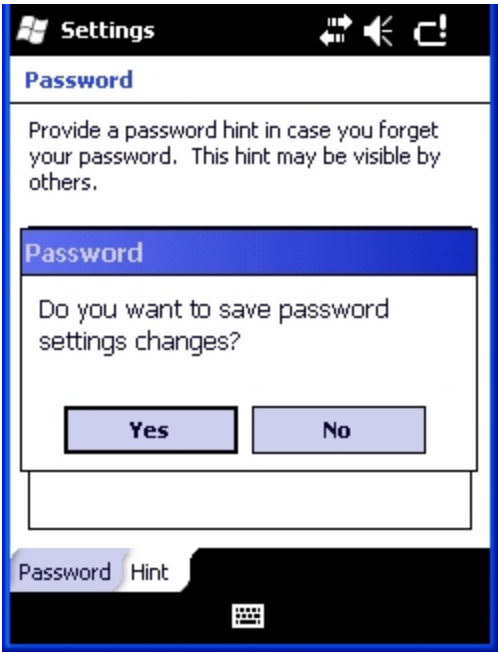 Settings
Password
Provide a password hint in case you forget
your password. This hint may be visible by
others.
Password
Do you want to save password
settings changes?
Yes No
Password Hint